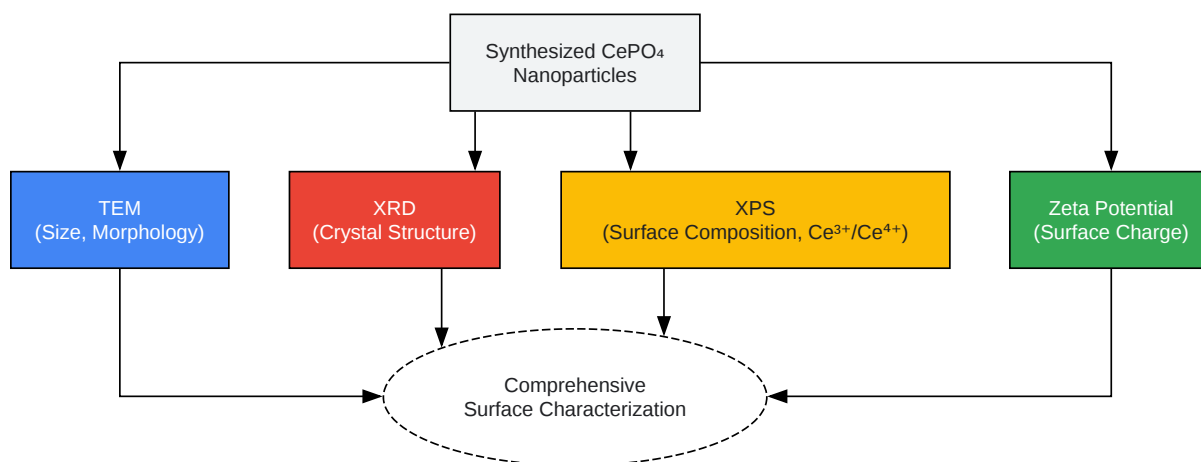 Synthesized CePO₄
Nanoparticles
TEM
(Size, Morphology)
XRD
(Crystal Structure)
XPS
(Surface Composition, Ce³⁺/Ce⁴⁺)
Zeta Potential
(Surface Charge)
Comprehensive
Surface Characterization